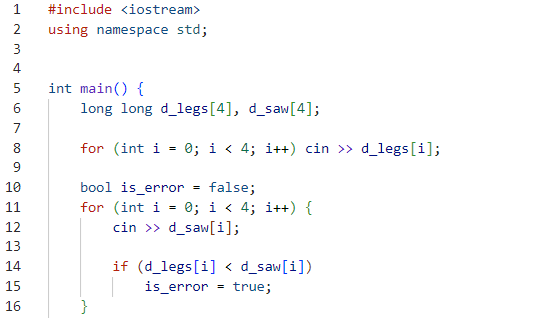 1 #include <iostream>
2 using namespace std;
3
4
5 int main() {
6 long long d_legs[4], d_saw[4];
7
8 for (int i = 0; i < 4; i++) cin >> d_legs[i];
9
10 bool is_error = false;
11 for (int i = 0; i < 4; i++) {
12 cin >> d_saw[i];
13
14 if (d_legs[i] < d_saw[i])
15 is_error = true;
16 }